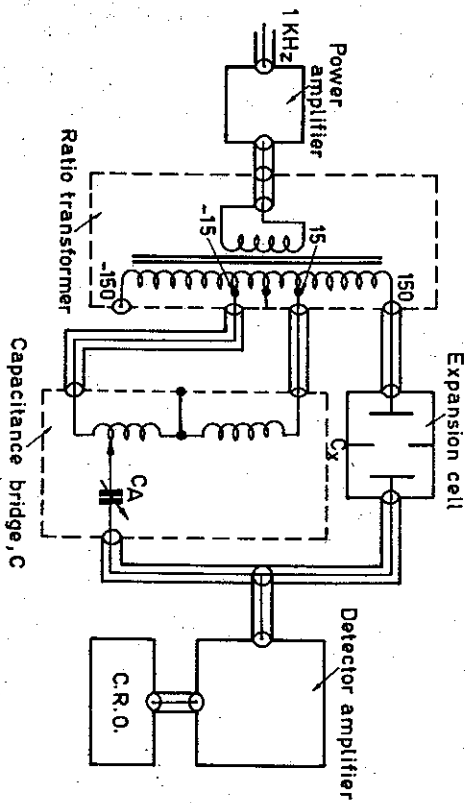 1 KHz
Power
amplifier
Ratio transformer
-15
15
-150
150
Expansion cell
Cx
CA
Capacitance bridge, C
Detector amplifier
C.R.O.